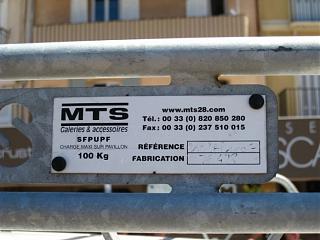 MTS
Galeries & accessoires
SFPUPF
CHARGE MAXI SUR PAVILLON
100 Kg
www.mts28.com
Tél. : 00 33 (0) 820 850 280
Fax : 00 33 (0) 237 510 015
RÉFÉRENCE
FABRICATION